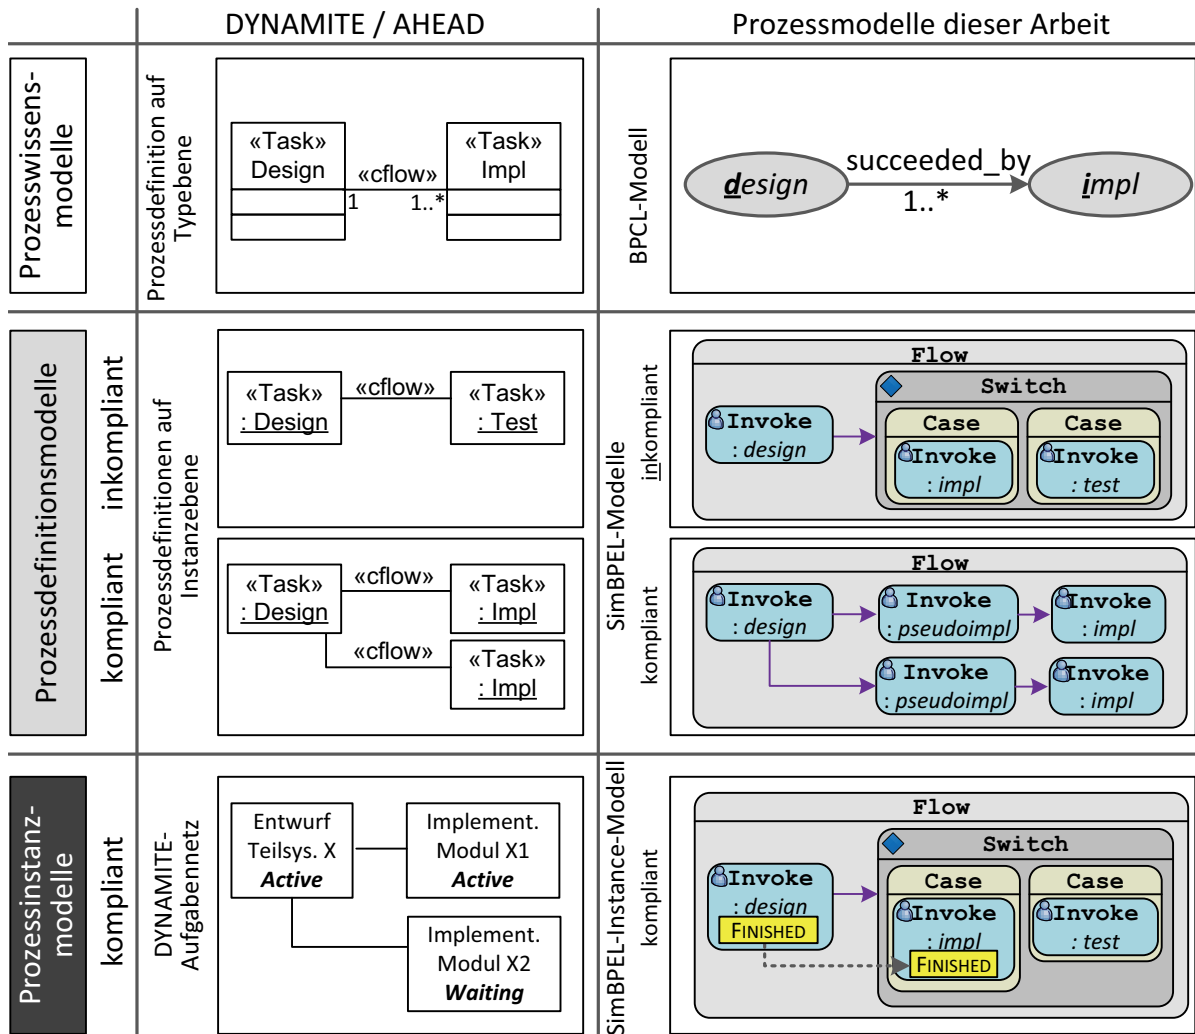 DYNAMITE / AHEAD
Prozessmodelle dieser Arbeit
Prozesswissens-
modelle
Prozessdefinition auf
Typebene
«Task»
Design
«cflow»
1
1..*
«Task»
Impl
BPCL-Modell
design
succeeded_by
1..*
impl
Prozessdefinitionsmodelle
inkompliant
Prozessdefinitionen auf
Instanzebene
«Task»
: Design
«cflow»
«Task»
: Test
SimBPEL-Modelle
inkompliant
Flow
Invoke
: design
Switch
Case
Invoke
: impl
Case
Invoke
: test
kompliant
«Task»
: Design
«cflow»
«Task»
: Impl
«cflow»
«Task»
: Impl
kompliant
Flow
Invoke
: design
Invoke
: pseudoimpl
Invoke
: impl
Invoke
: pseudoimpl
Invoke
: impl
Prozessinstanz-
modelle
kompliant
DYNAMITE-
Aufgabennetz
Entwurf
Teilsys. X
Active
Implement.
Modul X1
Active
Implement.
Modul X2
Waiting
SimBPEL-Instance-Modell
kompliant
Flow
Invoke
: design
FINISHED
Switch
Case
Invoke
: impl
FINISHED
Case
Invoke
: test